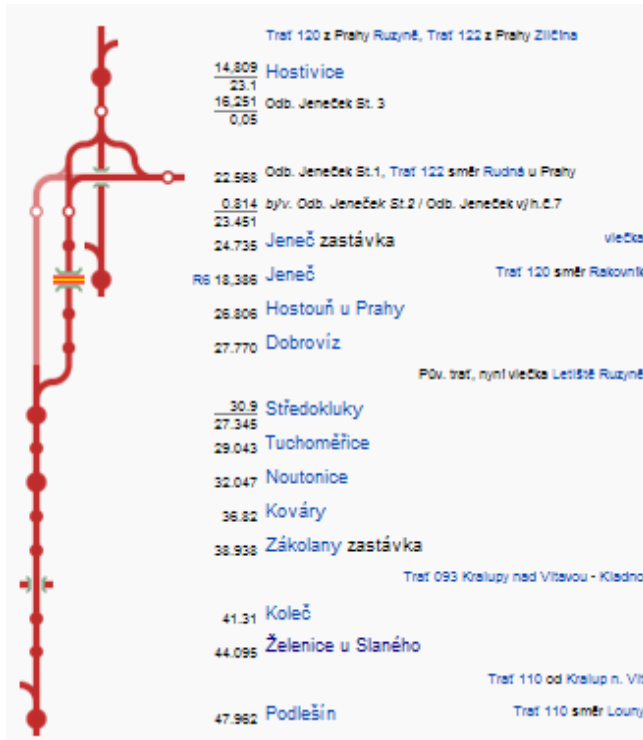 Trať 120 z Prahy Ruzyně, Trať 122 z Prahy Zličína
14,809
23.1
Hostivice
16,251
0,05
Odb. Jeneček St. 3
22.568 Odb. Jeneček St.1, Trať 122 směr Rudná u Prahy
0.814
23.451
býv. Odb. Jeneček St.2 / Odb. Jeneček výh.č.7
24.735 Jeneč zastávka vlečka
R6 18,386 Jeneč Trať 120 směr Rakovník
26.806 Hostouň u Prahy
27.770 Dobrovíz
Pův. trať, nyní vlečka Letiště Ruzyně
30.9
27.345
Středokluky
29.043 Tuchoměřice
32.047 Noutonice
36.82 Kováry
38.938 Zákolany zastávka
Trať 093 Kralupy nad Vltavou - Kladno
41.31 Koleč
44.095 Želenice u Slaného
Trať 110 od Kralup n. Vlt
47.962 Podlešín Trať 110 směr Louny